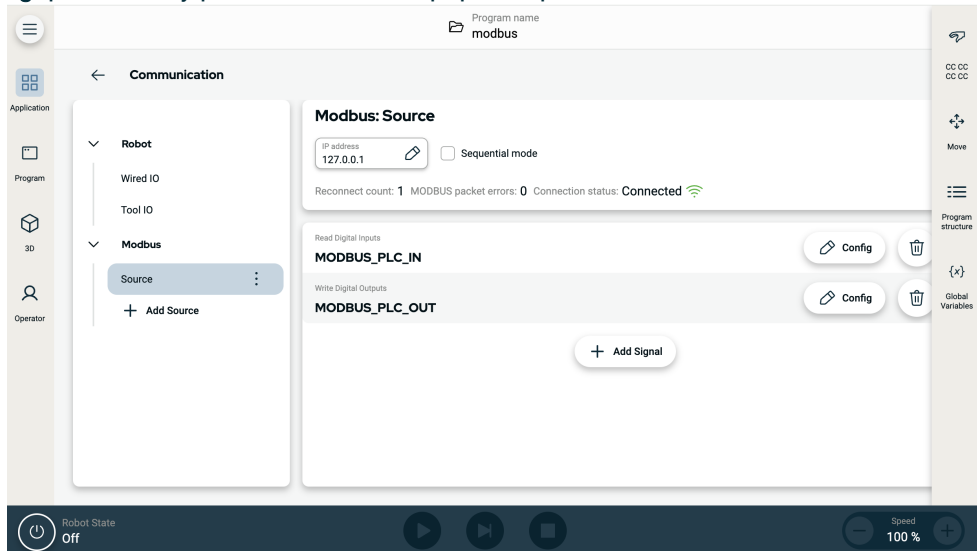 Program name
modbus
Communication
Application
Program
3D
Operator
Robot
Wired IO
Tool IO
Modbus
Source
Add Source
Modbus: Source
IP address
127.0.0.1
Sequential mode
Reconnect count: 1 MODBUS packet errors: 0 Connection status: Connected
Read Digital Inputs
MODBUS_PLC_IN
Config
Write Digital Outputs
MODBUS_PLC_OUT
Config
Add Signal
CC CC
CC CC
Move
Program
structure
{x}
Global
Variables
Robot State
Off
Speed
100 %